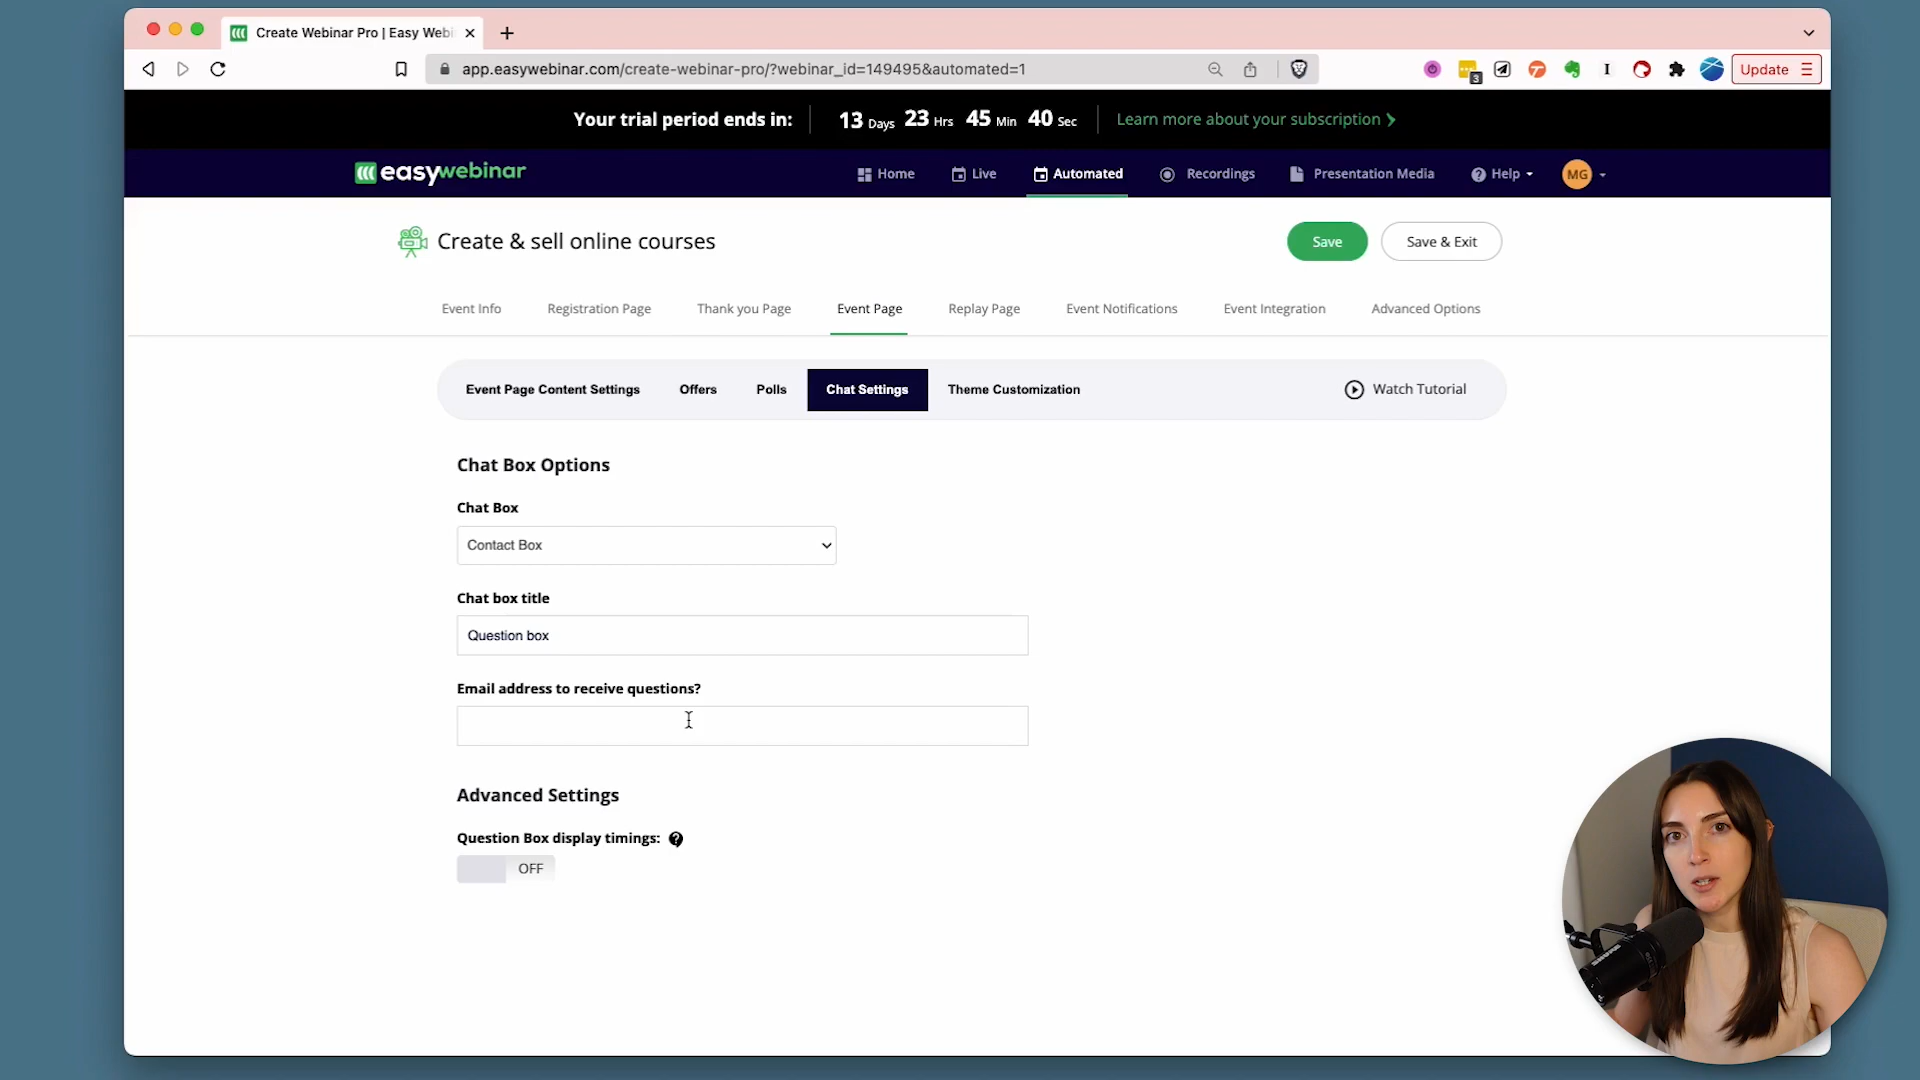 Create Webinar Pro | Easy Webi
app.easywebinar.com/create-webinar-pro/?webinar_id=149495&automated=1
3
Update
Your trial period ends in: 13 Days 23 Hrs 45 Min 40 Sec Learn more about your subscription
easywebinar Home Live Automated Recordings Presentation Media Help MG
Create & sell online courses Save Save & Exit
Event Info Registration Page Thank you Page Event Page Replay Page Event Notifications Event Integration Advanced Options
Event Page Content Settings Offers Polls Chat Settings Theme Customization Watch Tutorial
Chat Box Options
Chat Box
Contact Box
Chat box title
Question box
Email address to receive questions?
Advanced Settings
Question Box display timings: ?
OFF